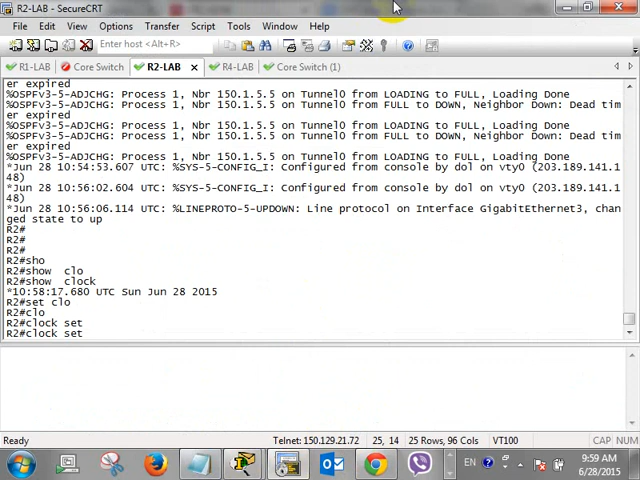 R2-LAB - SecureCRT
File Edit View Options Transfer Script Tools Window Help
Enter host <Alt+R>
R1-LAB Core Switch R2-LAB R4-LAB Core Switch (1)
er expired
%OSPFv3-5-ADJCHG: Process 1, Nbr 150.1.5.5 on Tunnel0 from LOADING to FULL, Loading Done
%OSPFv3-5-ADJCHG: Process 1, Nbr 150.1.5.5 on Tunnel0 from FULL to DOWN, Neighbor Down: Dead tim
er expired
%OSPFv3-5-ADJCHG: Process 1, Nbr 150.1.5.5 on Tunnel0 from LOADING to FULL, Loading Done
%OSPFv3-5-ADJCHG: Process 1, Nbr 150.1.5.5 on Tunnel0 from FULL to DOWN, Neighbor Down: Dead tim
er expired
%OSPFv3-5-ADJCHG: Process 1, Nbr 150.1.5.5 on Tunnel0 from LOADING to FULL, Loading Done
*Jun 28 10:54:53.607 UTC: %SYS-5-CONFIG_I: Configured from console by dol on vty0 (203.189.141.1
48)
*Jun 28 10:56:02.604 UTC: %SYS-5-CONFIG_I: Configured from console by dol on vty0 (203.189.141.1
48)
*Jun 28 10:56:06.114 UTC: %LINEPROTO-5-UPDOWN: Line protocol on Interface GigabitEthernet3, chan
ged state to up
R2#
R2#
R2#
R2#sho
R2#show clo
R2#show clock
*10:58:17.680 UTC Sun Jun 28 2015
R2#set clo
R2#clo
R2#clock set
R2#clock set
Ready Telnet: 150.129.21.72 25, 14 25 Rows, 96 Cols VT100 CAP NUM
EN 9:59 AM
6/28/2015